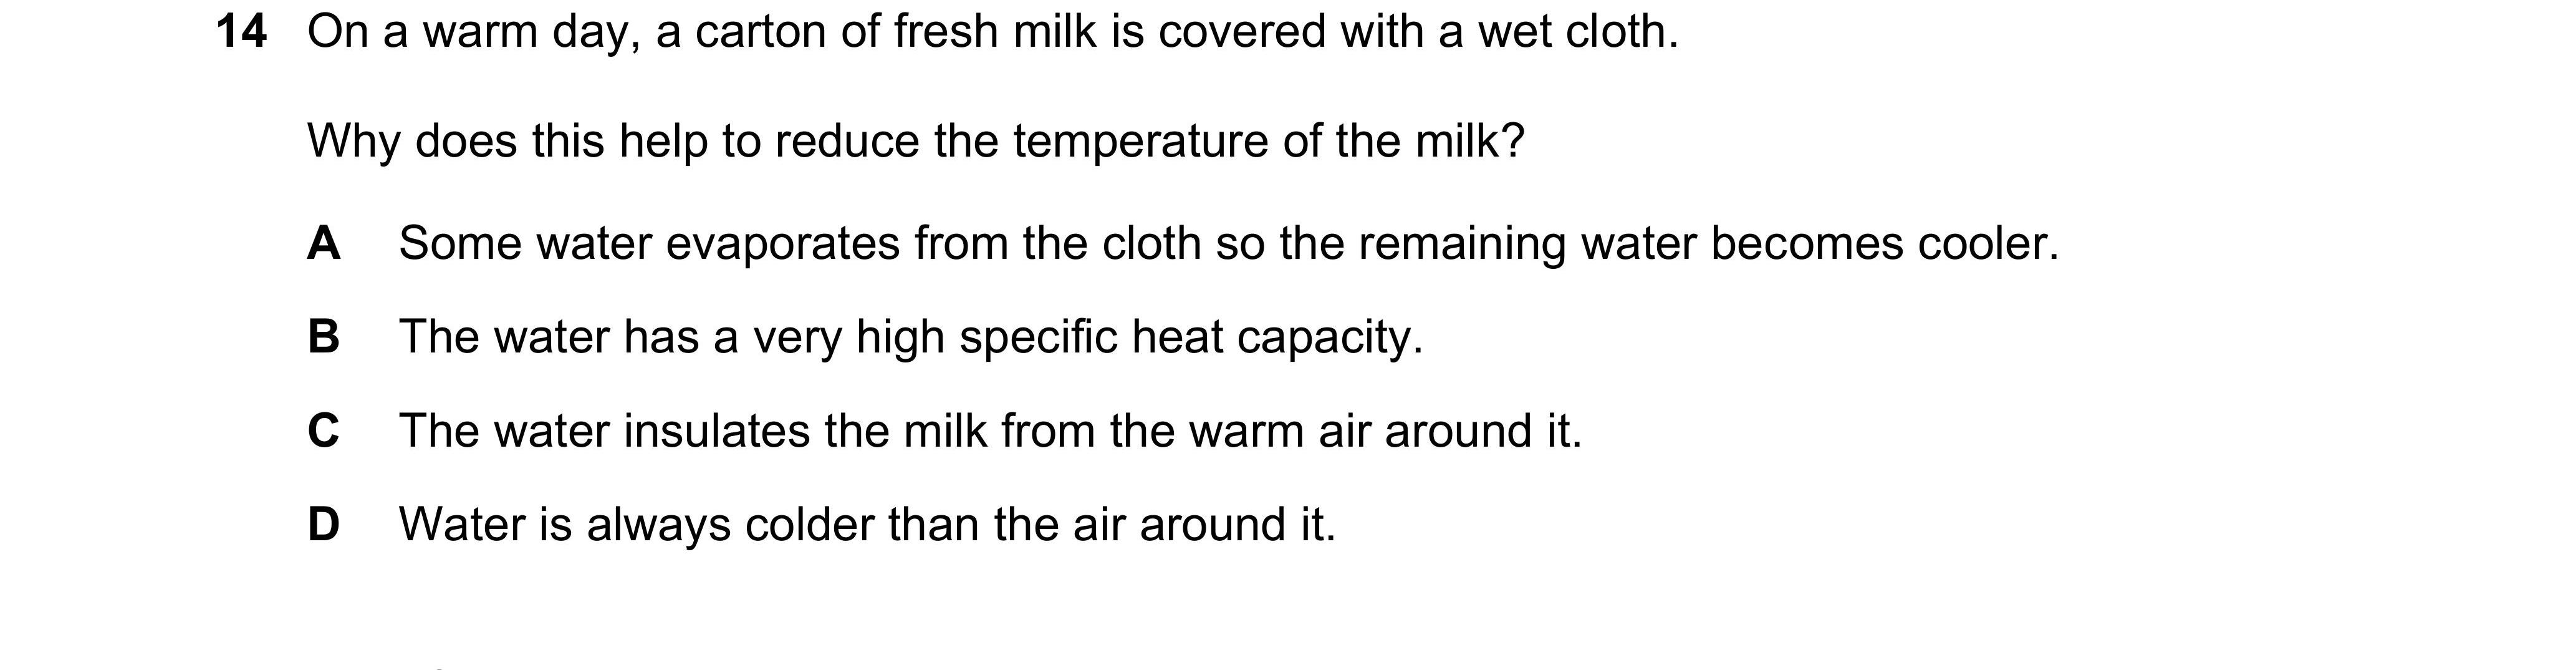 14 On a warm day, a carton of fresh milk is covered with a wet cloth.
Why does this help to reduce the temperature of the milk?
A Some water evaporates from the cloth so the remaining water becomes cooler.
B The water has a very high specific heat capacity.
C The water insulates the milk from the warm air around it.
D Water is always colder than the air around it.